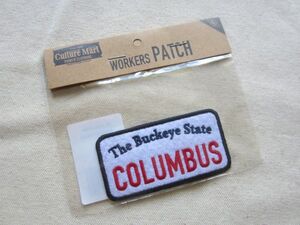 Culture Mart
WORKERS PATCH
The Buckeye State
COLUMBUS